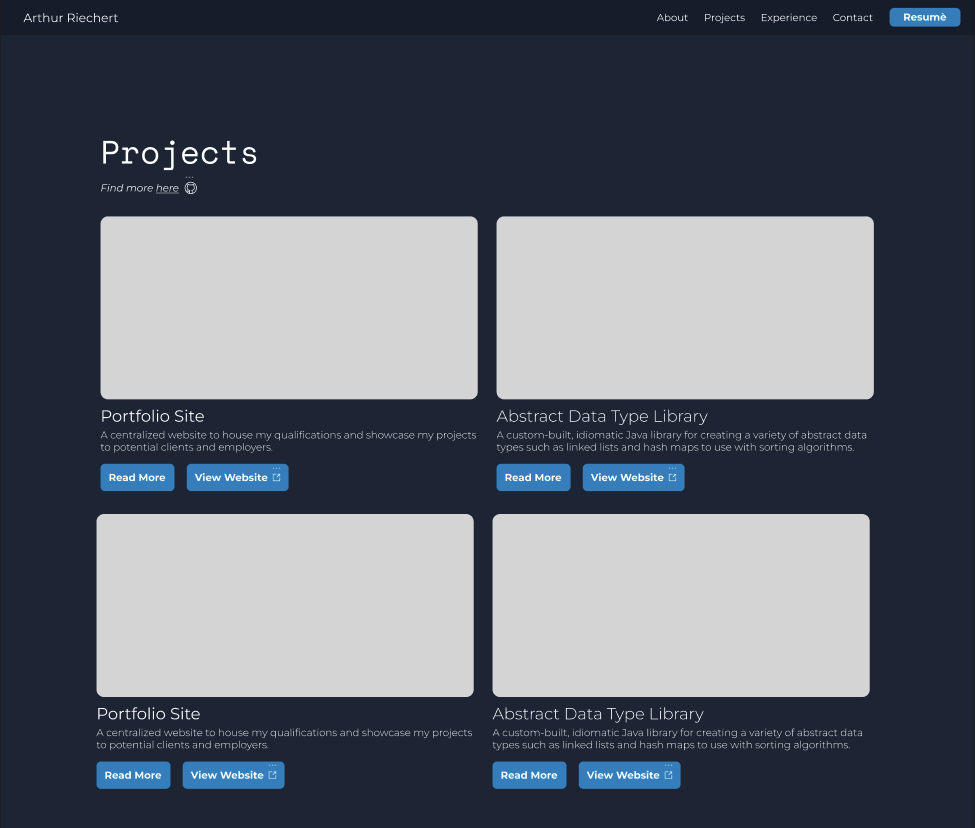 Arthur Riechert
About Projects Experience Contact Resumè
Projects
Find more here
Portfolio Site
A centralized website to house my qualifications and showcase my projects
to potential clients and employers.
Read More View Website
Abstract Data Type Library
A custom-built, idiomatic Java library for creating a variety of abstract data
types such as linked lists and hash maps to use with sorting algorithms.
Read More View Website
Portfolio Site
A centralized website to house my qualifications and showcase my projects
to potential clients and employers.
Read More View Website
Abstract Data Type Library
A custom-built, idiomatic Java library for creating a variety of abstract data
types such as linked lists and hash maps to use with sorting algorithms.
Read More View Website